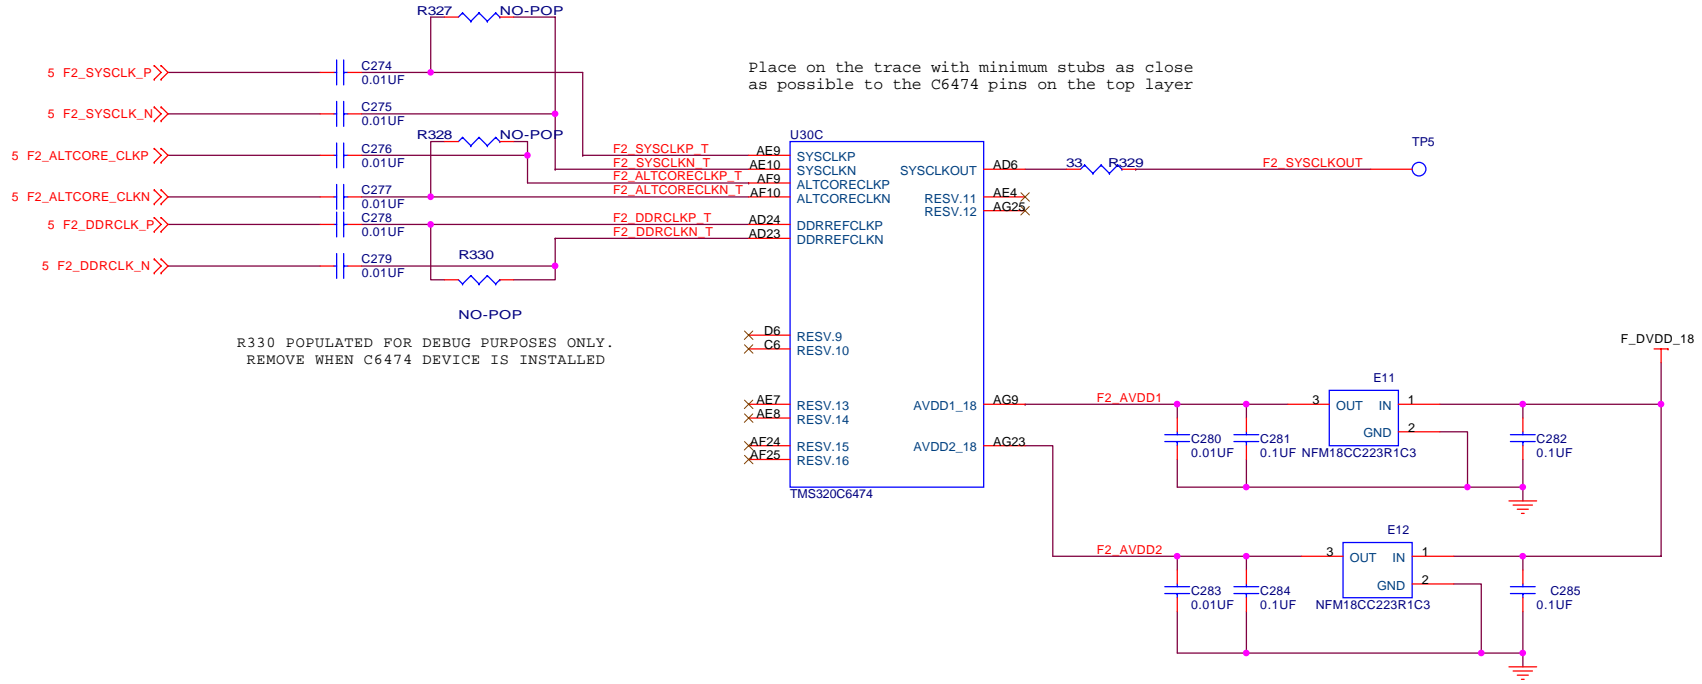 R327 NO-POP
5 F2_SYSCLK_P
C274
0.01UF
Place on the trace with minimum stubs as close
as possible to the C6474 pins on the top layer
5 F2_SYSCLK_N
C275
0.01UF
R328 NO-POP
5 F2_ALTCORE_CLKP
C276
0.01UF
5 F2_ALTCORE_CLKN
C277
0.01UF
5 F2_DDRCLK_P
C278
0.01UF
5 F2_DDRCLK_N
C279
0.01UF
R330
NO-POP
R330 POPULATED FOR DEBUG PURPOSES ONLY.
REMOVE WHEN C6474 DEVICE IS INSTALLED
F2_SYSCLKP_T
F2_SYSCLKN_T
F2_ALTCORECLKP_T
F2_ALTCORECLKN_T
F2_DDRCLKP_T
F2_DDRCLKN_T
U30C
AE9 SYSCLKP
AE10 SYSCLKN
AF9 ALTCORECLKP
AF10 ALTCORECLKN
AD24 DDRREFCLKP
AD23 DDRREFCLKN
D6 RESV.9
C6 RESV.10
AE7 RESV.13
AE8 RESV.14
AF24 RESV.15
AF25 RESV.16
SYSCLKOUT AD6
RESV.11 AE4
RESV.12 AG25
AVDD1_18 AG9
AVDD2_18 AG23
TMS320C6474
33 R329
F2_SYSCLKOUT
TP5
F_DVDD_18
F2_AVDD1
C280
0.01UF
C281
0.1UF
E11
3 OUT IN 1
GND 2
NFM18CC223R1C3
C282
0.1UF
F2_AVDD2
C283
0.01UF
C284
0.1UF
E12
3 OUT IN 1
GND 2
NFM18CC223R1C3
C285
0.1UF